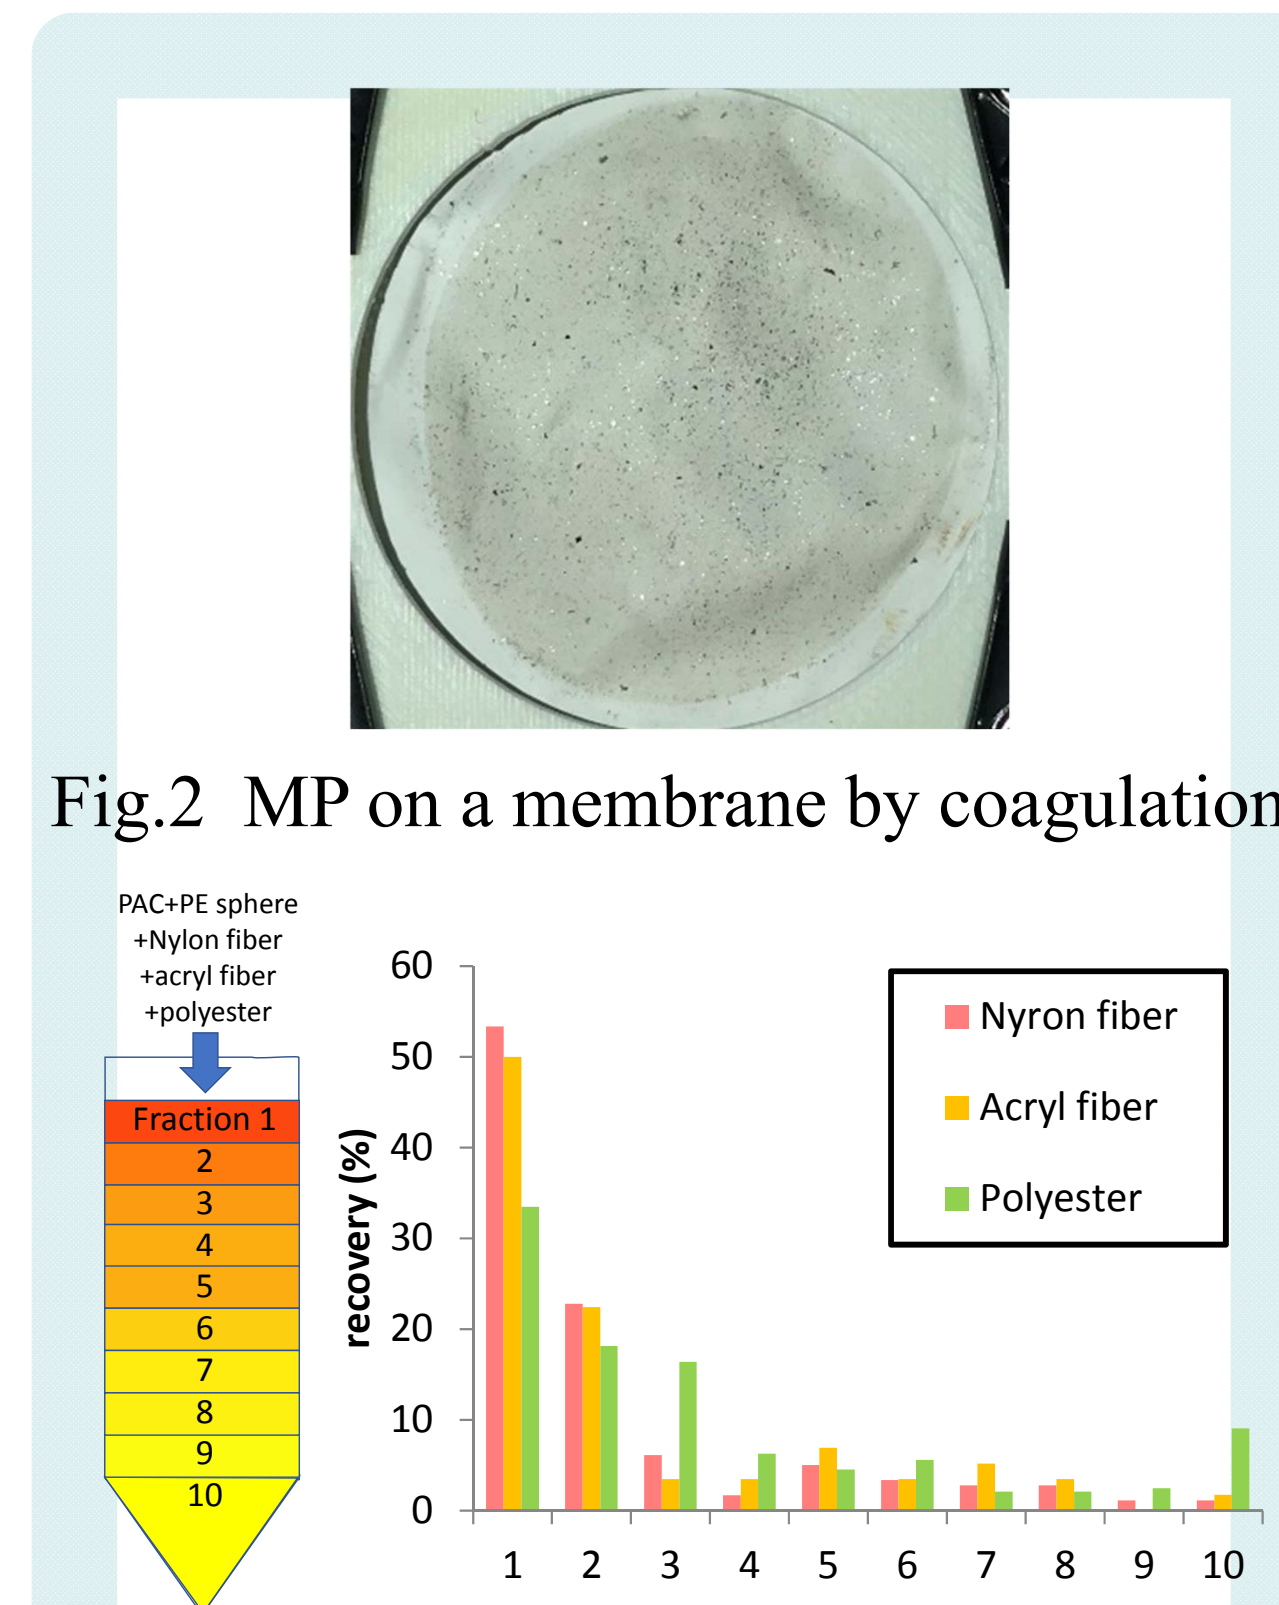 Fig.2 MP on a membrane by coagulation
PAC+PE sphere
+Nylon fiber
+acryl fiber
+polyester
Fraction 1
2
3
4
5
6
7
8
9
10
recovery (%)
60
50
40
30
20
10
0
1 2 3 4 5 6 7 8 9 10
Nyron fiber
Acryl fiber
Polyester